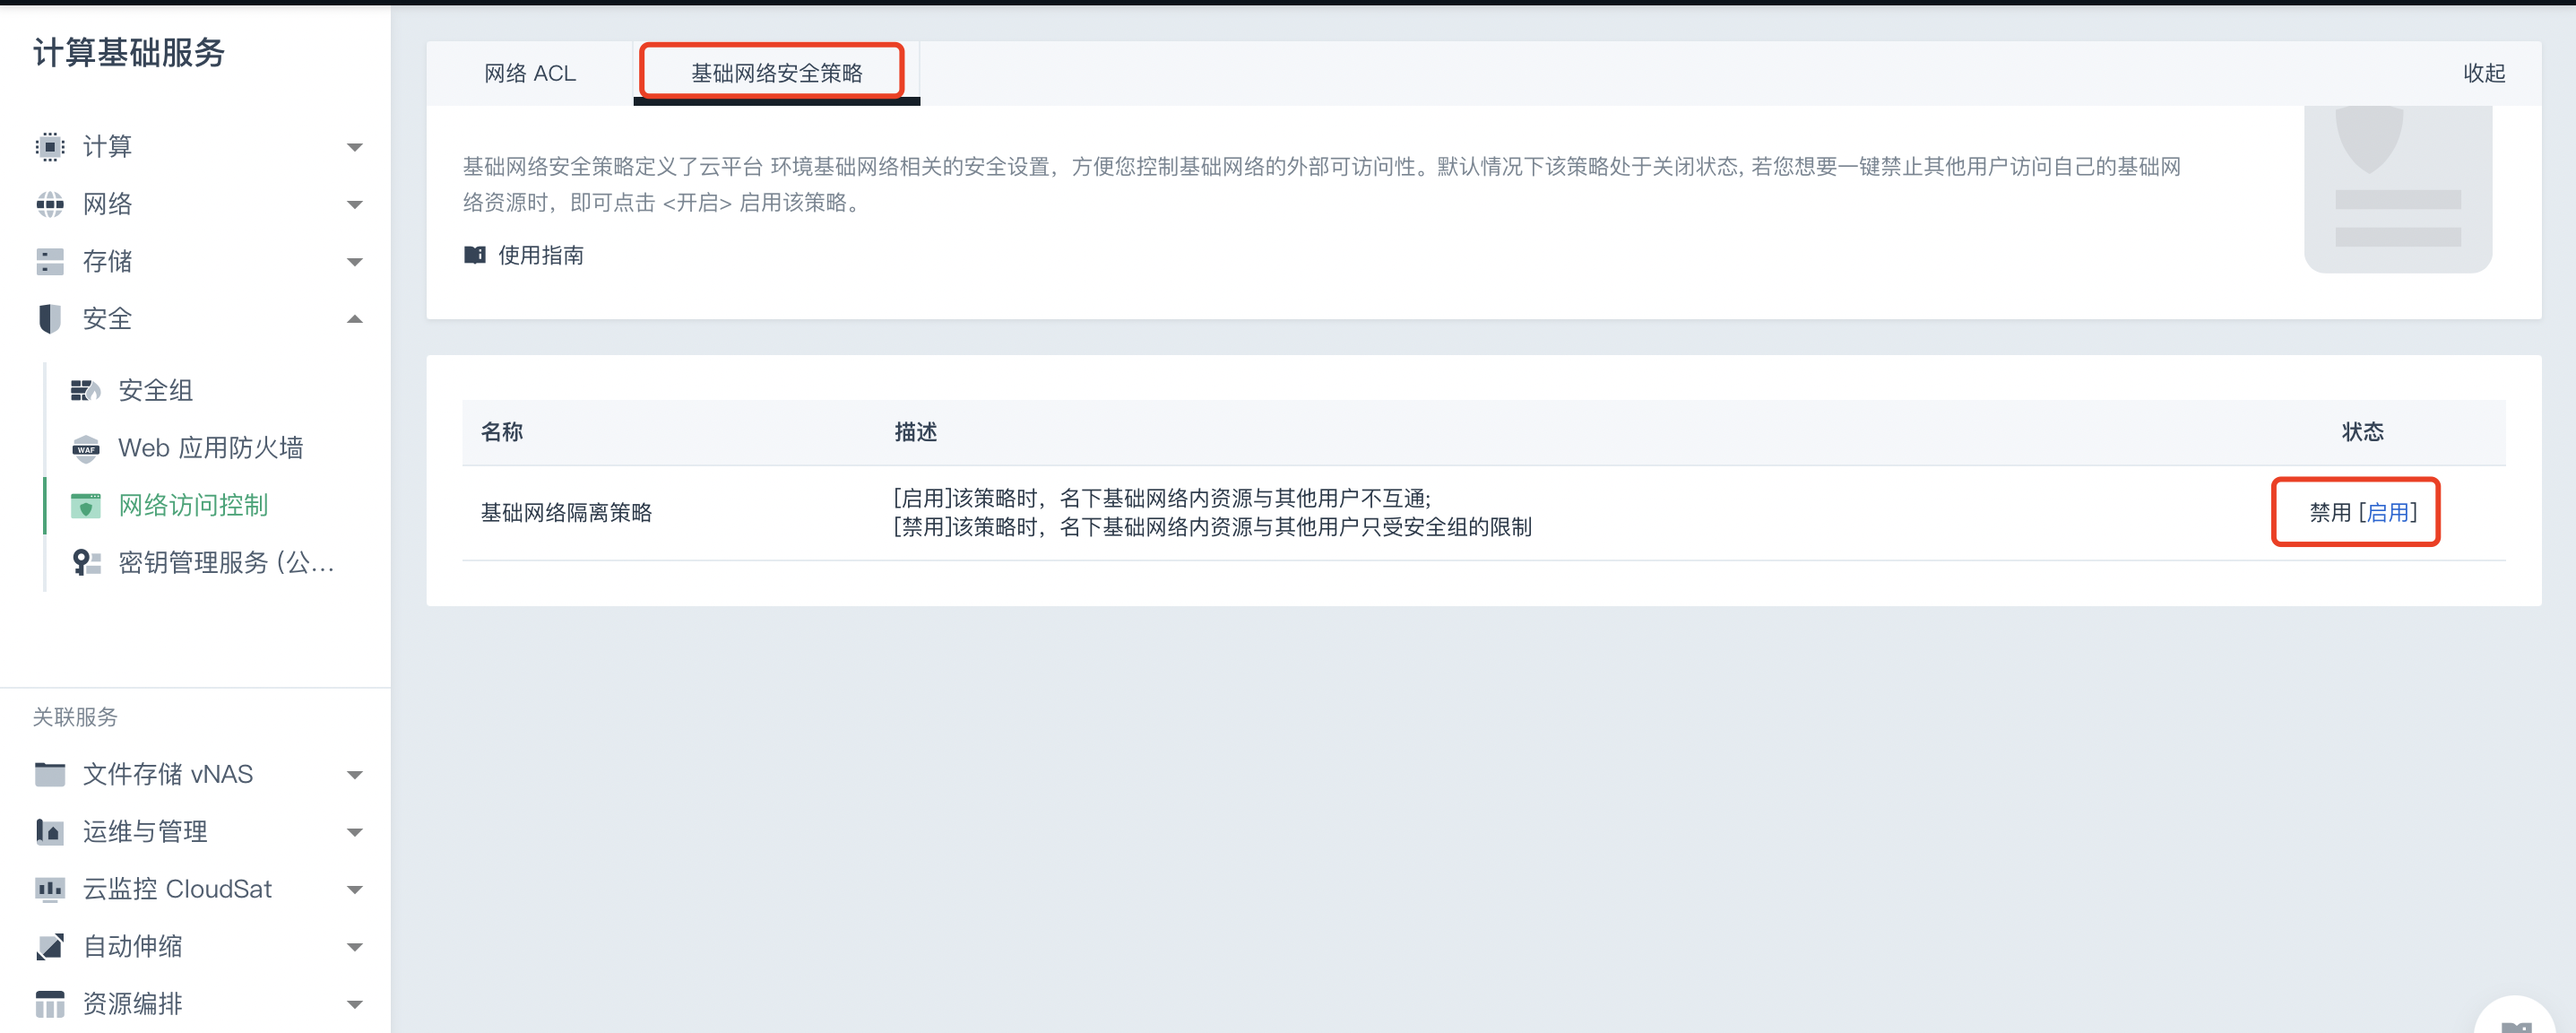 计算基础服务
计算
网络
存储
安全
安全组
WAF
Web 应用防火墙
网络访问控制
密钥管理服务 (公...
关联服务
文件存储 vNAS
运维与管理
云监控 CloudSat
自动伸缩
资源编排
网络 ACL
基础网络安全策略
收起
基础网络安全策略定义了云平台 环境基础网络相关的安全设置，方便您控制基础网络的外部可访问性。默认情况下该策略处于关闭状态, 若您想要一键禁止其他用户访问自己的基础网
络资源时，即可点击 <开启> 启用该策略。
使用指南
名称 描述 状态
基础网络隔离策略
[启用]该策略时，名下基础网络内资源与其他用户不互通;
[禁用]该策略时，名下基础网络内资源与其他用户只受安全组的限制
禁用 [启用]